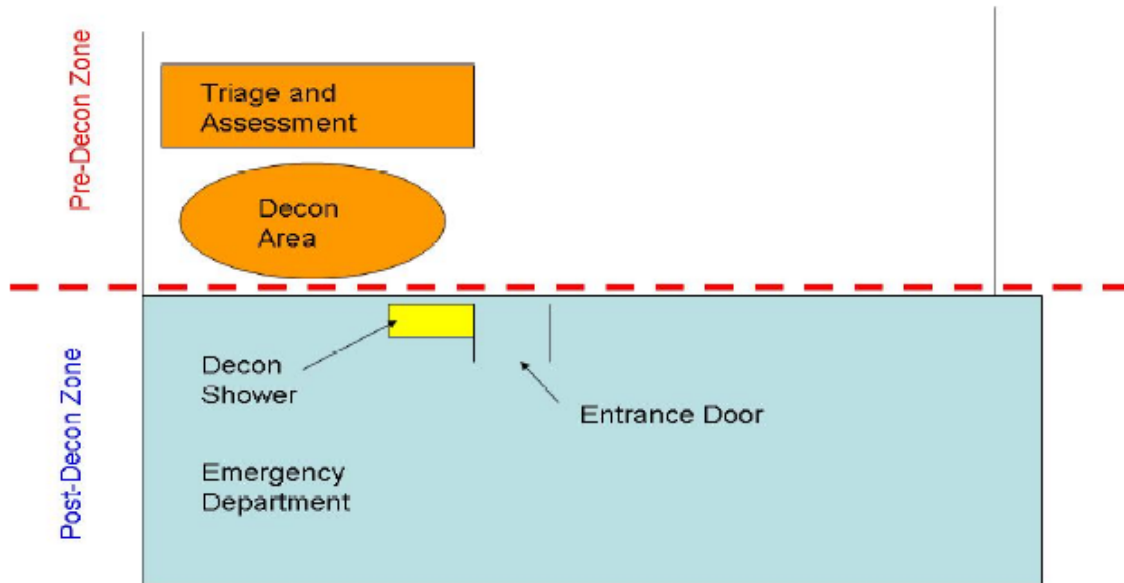 Pre-Decon Zone
Triage and
Assessment
Decon
Area
Post-Decon Zone
Decon
Shower
Entrance Door
Emergency
Department